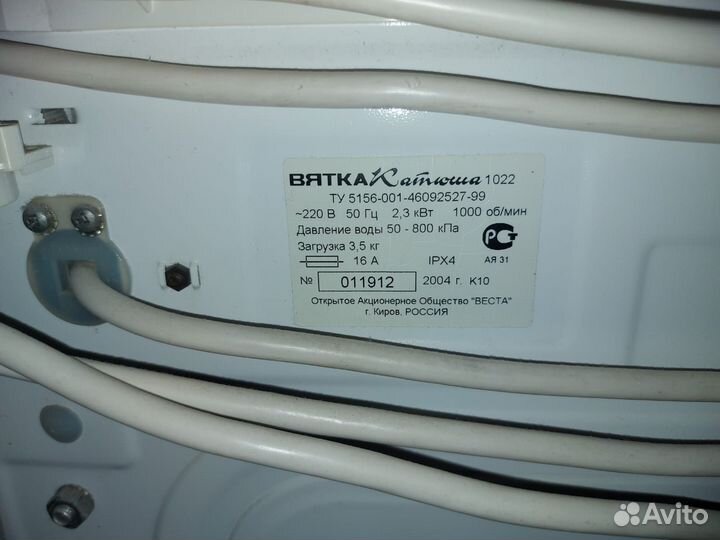 ВЯТКА Катюша 1022
ТУ 5156-001-46092527-99
~220 В 50 Гц 2,3 кВт 1000 об/мин
Давление воды 50 - 800 кПа
Загрузка 3,5 кг
16 А IPX4 АЯ 31
№ 011912 2004 г. К10
Открытое Акционерное Общество "ВЕСТА"
г. Киров, РОССИЯ
Avito